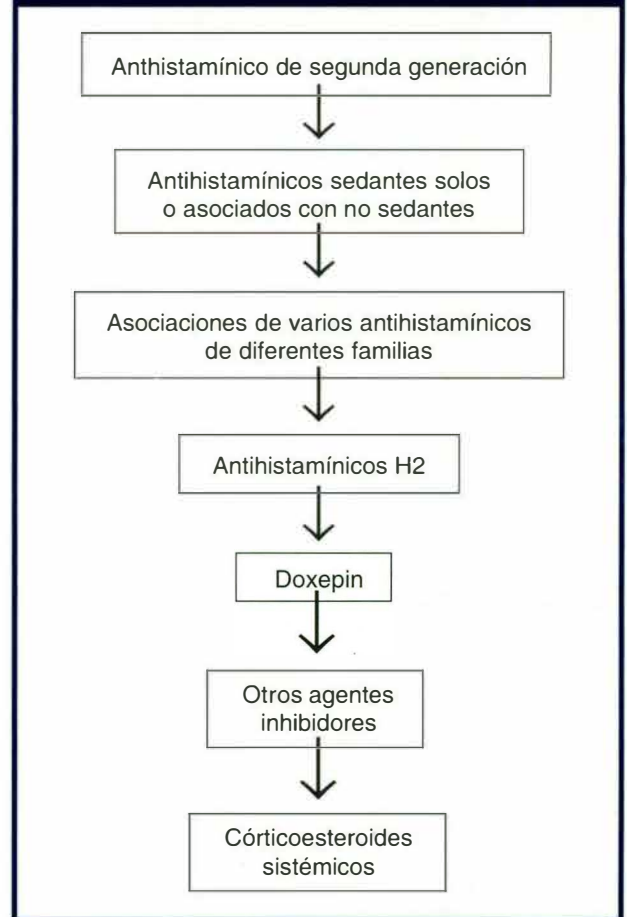 Anthistamínico de segunda generación
Antihistamínicos sedantes solos
o asociados con no sedantes
Asociaciones de varios antihistamínicos
de diferentes familias
Antihistamínicos H2
Doxepin
Otros agentes
inhibidores
Córticoesteroides
sistémicos